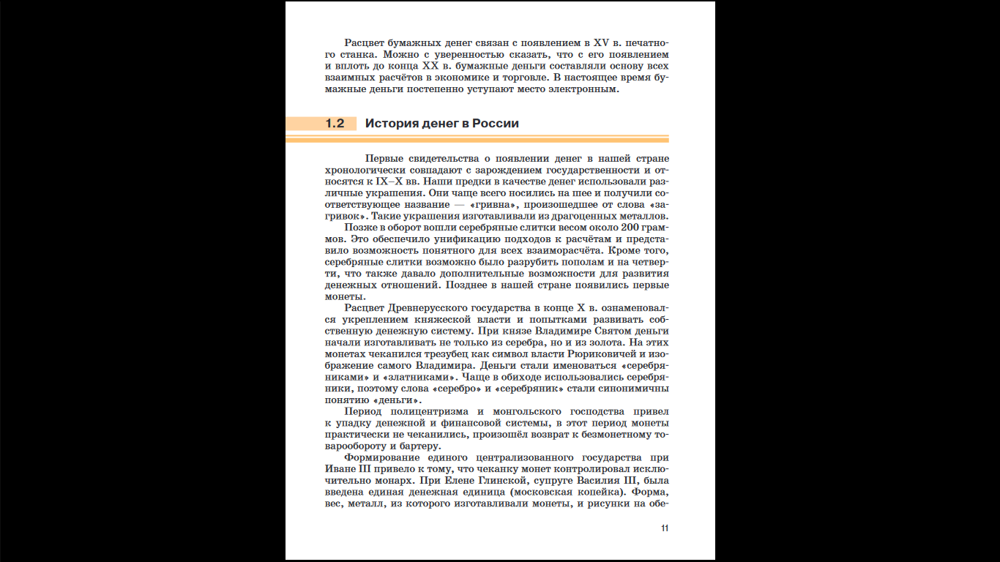 Расцвет бумажных денег связан с появлением в XV в. печатно-
го станка. Можно с уверенностью сказать, что с его появлением
и вплоть до конца XX в. бумажные деньги составляли основу всех
взаимных расчётов в экономике и торговле. В настоящее время бу-
мажные деньги постепенно уступают место электронным.
1.2 История денег в России
Первые свидетельства о появлении денег в нашей стране
хронологически совпадают с зарождением государственности и от-
носятся к IX–X вв. Наши предки в качестве денег использовали раз-
личные украшения. Они чаще всего носились на шее и получили со-
ответствующее название — «гривна», произошедшее от слова «за-
гривок». Такие украшения изготавливали из драгоценных металлов.
Позже в оборот вошли серебряные слитки весом около 200 грам-
мов. Это обеспечило унификацию подходов к расчётам и предста-
вило возможность понятного для всех взаиморасчёта. Кроме того,
серебряные слитки возможно было разрубить пополам и на четвер-
ти, что также давало дополнительные возможности для развития
денежных отношений. Позднее в нашей стране появились первые
монеты.
Расцвет Древнерусского государства в конце X в. ознаменовал-
ся укреплением княжеской власти и попытками развивать соб-
ственную денежную систему. При князе Владимире Святом деньги
начали изготавливать не только из серебра, но и из золота. На этих
монетах чеканился трезубец как символ власти Рюриковичей и изо-
бражение самого Владимира. Деньги стали именоваться «серебря-
никами» и «златниками». Чаще в обиходе использовались серебря-
ники, поэтому слова «серебро» и «серебряник» стали синонимичны
понятию «деньги».
Период полицентризма и монгольского господства привел
к упадку денежной и финансовой системы, в этот период монеты
практически не чеканились, произошёл возврат к безмонетному то-
варообороту и бартеру.
Формирование единого централизованного государства при
Иване III привело к тому, что чеканку монет контролировал исклю-
чительно монарх. При Елене Глинской, супруге Василия III, была
введена единая денежная единица (московская копейка). Форма,
вес, металл, из которого изготавливали монеты, и рисунки на обе-
11